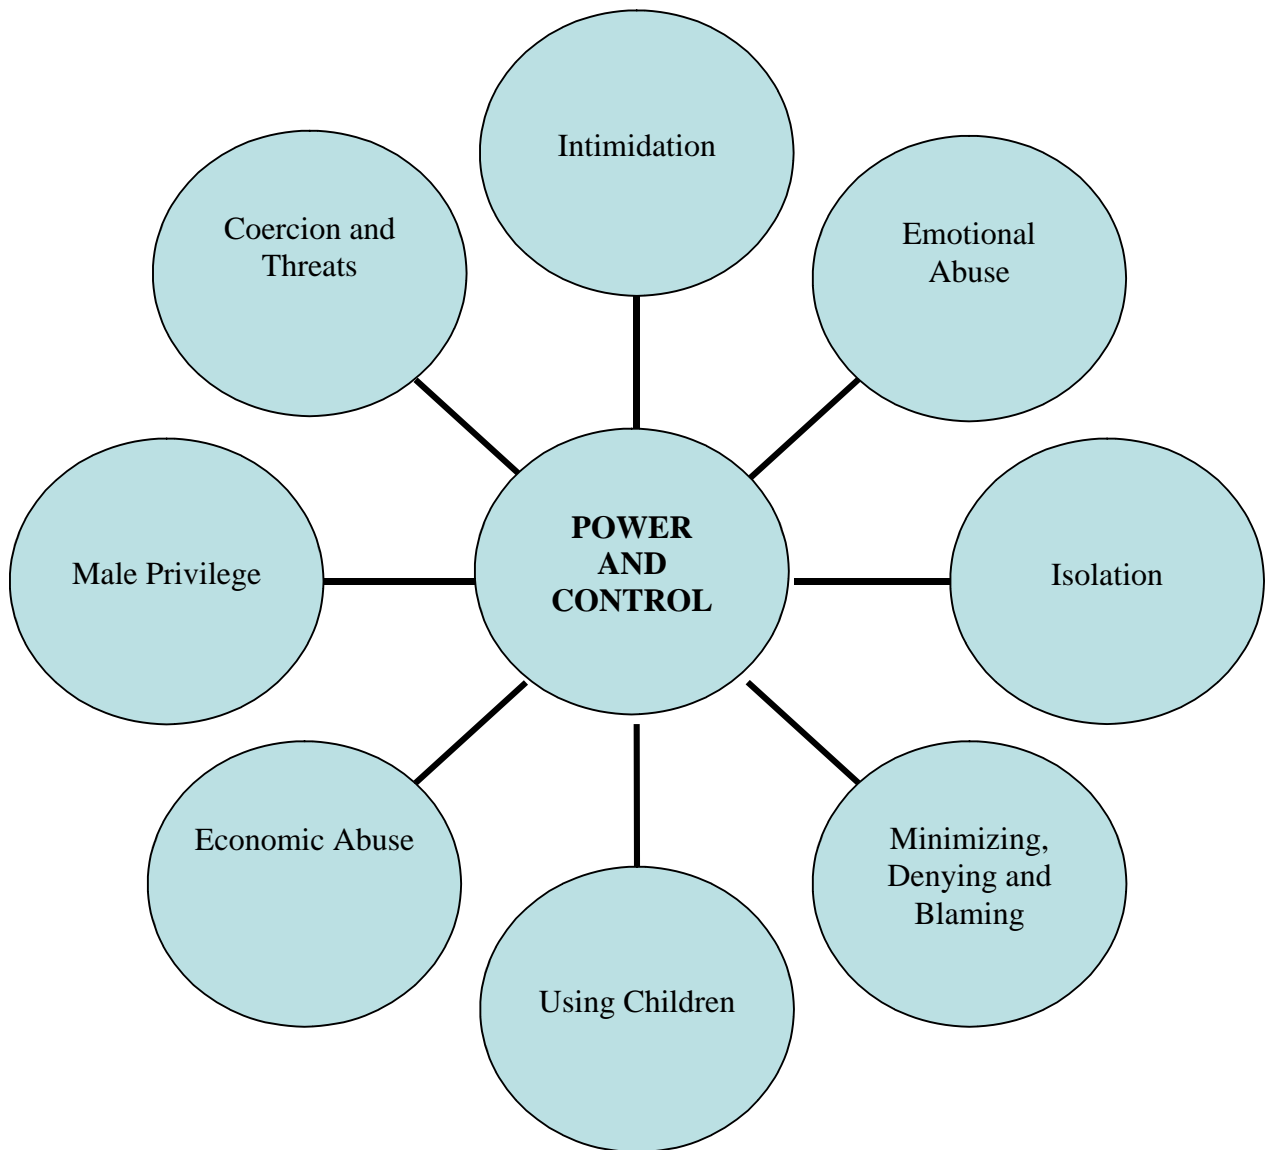 Intimidation
Coercion and
Threats
Emotional
Abuse
POWER
AND
CONTROL
Male Privilege
Isolation
Economic Abuse
Minimizing,
Denying and
Blaming
Using Children